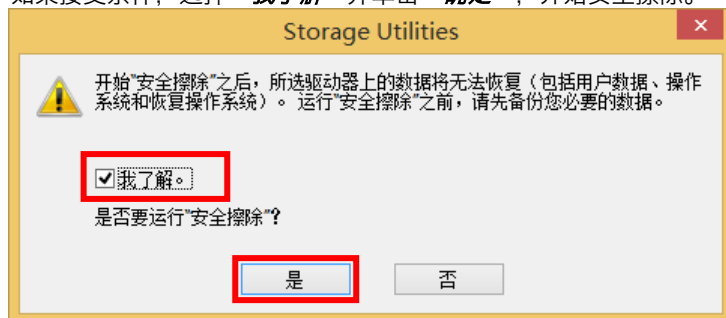 Storage Utilities
开始"安全擦除"之后，所选驱动器上的数据将无法恢复（包括用户数据、操作
系统和恢复操作系统）。 运行"安全擦除"之前，请先备份您必要的数据。
我了解。
是否要运行"安全擦除"?
是 否